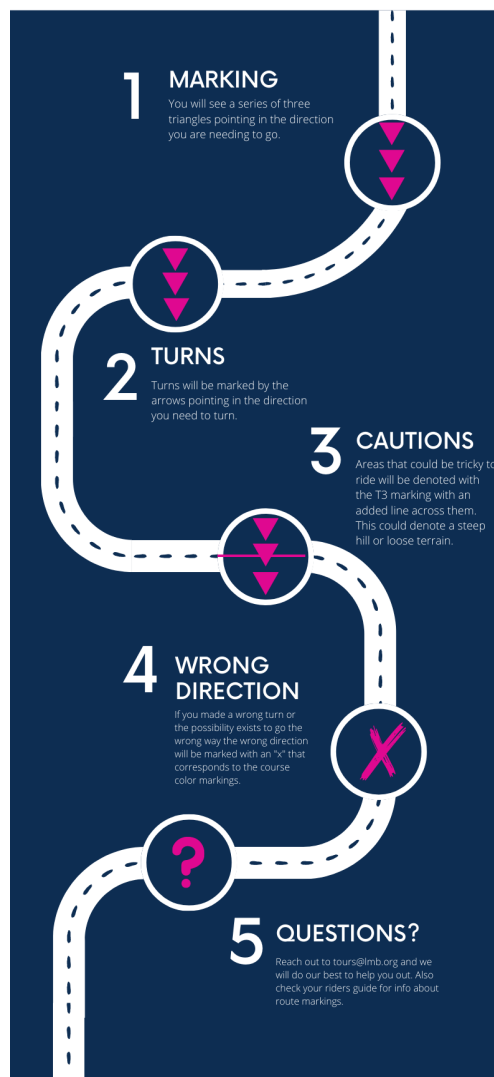 1
MARKING
You will see a series of three
triangles pointing in the direction
you are needing to go.
2
TURNS
Turns will be marked by the
arrows pointing in the direction
you need to turn.
3
CAUTIONS
Areas that could be tricky to
ride will be denoted with
the T3 marking with an
added line across them.
This could denote a steep
hill or loose terrain.
4
WRONG
DIRECTION
If you made a wrong turn or
the possibility exists to go the
wrong way the wrong direction
will be marked with an "x" that
corresponds to the course
color markings.
X
?
5
QUESTIONS?
Reach out to tours@lmb.org and we
will do our best to help you out. Also
check your riders guide for info about
route markings.